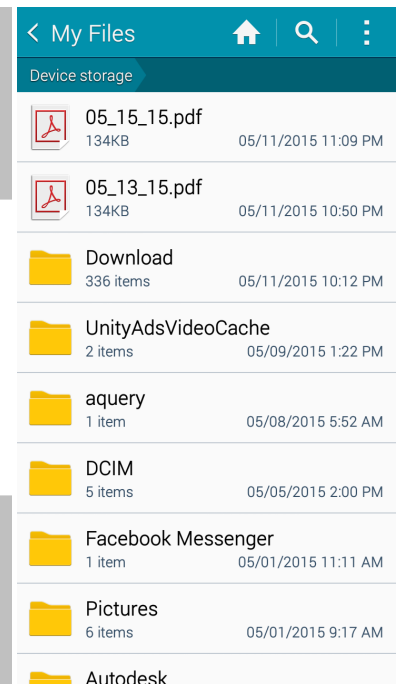 My Files
Device storage
05_15_15.pdf
134KB 05/11/2015 11:09 PM
05_13_15.pdf
134KB 05/11/2015 10:50 PM
Download
336 items 05/11/2015 10:12 PM
UnityAdsVideoCache
2 items 05/09/2015 1:22 PM
aquery
1 item 05/08/2015 5:52 AM
DCIM
5 items 05/05/2015 2:00 PM
Facebook Messenger
1 item 05/01/2015 11:11 AM
Pictures
6 items 05/01/2015 9:17 AM
Autodesk